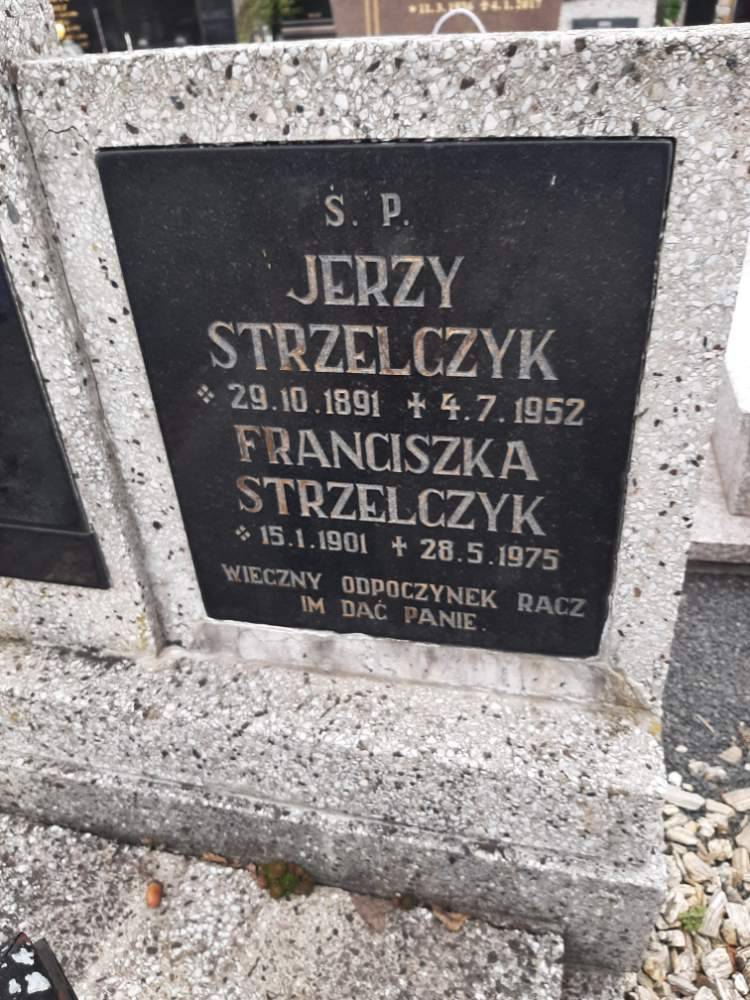 S. P.
JERZY
STRZELCZYK
29.10.1891 ✝ 4.7.1952
FRANCISZKA
STRZELCZYK
15.1.1901 ✝ 28.5.1975
WIECZNY ODPOCZYNEK RACZ
IM DAĆ PANIE.